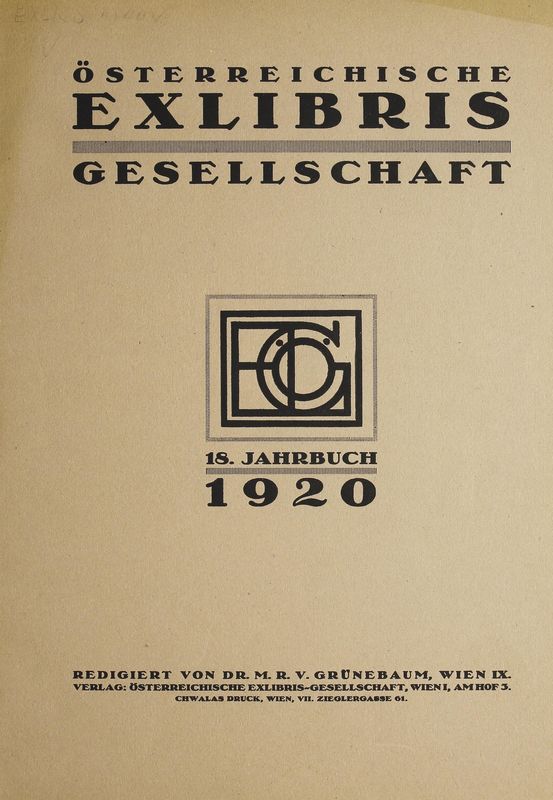 ÖSTERREICHISCHE
EXLIBRIS
GESELLSCHAFT
EÖG
18. JAHRBUCH
1920
REDIGIERT VON DR. M. R. V. GRÜNEBAUM, WIEN IX.
VERLAG: ÖSTERREICHISCHE EXLIBRIS-GESELLSCHAFT, WIEN I, AM HOF 3.
CHWALAS DRUCK, WIEN, VII. ZIEGLERGASSE 61.